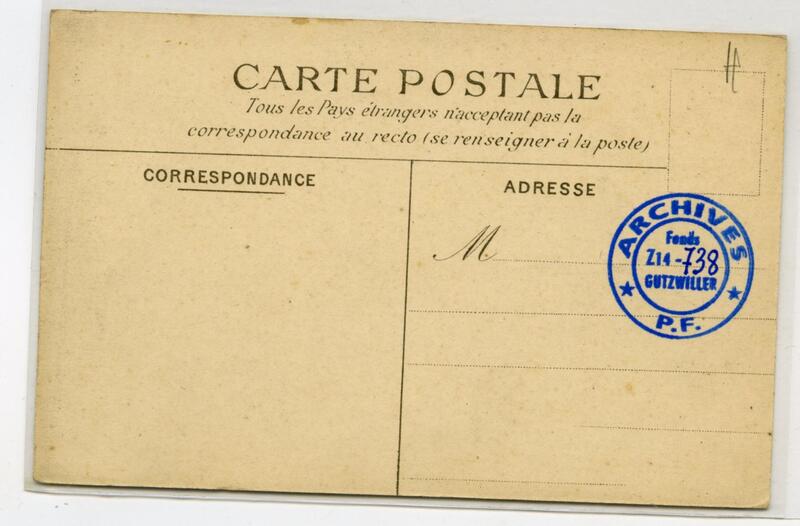 CARTE POSTALE
Tous les Pays étrangers n'acceptant pas la
correspondance au recto (se renseigner à la poste)
CORRESPONDANCE
ADRESSE
M.
ARCHIVES
Fonds
Z14-738
GUTZWILLER
P.F.